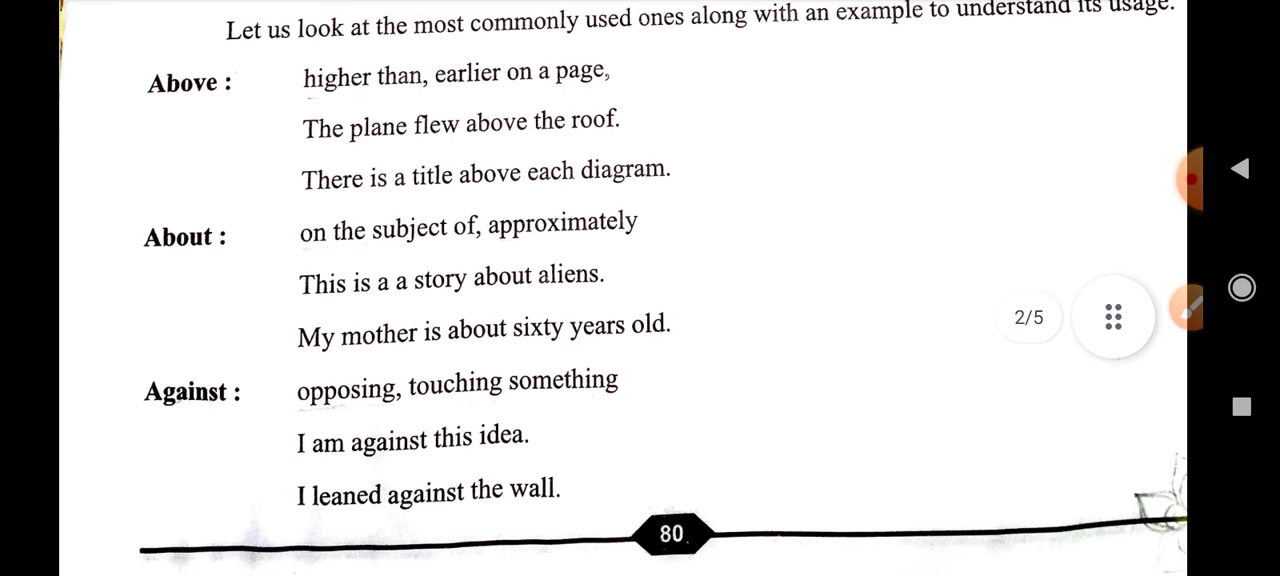 Let us look at the most commonly used ones along with an example to understand its usage.
Above : higher than, earlier on a page,
The plane flew above the roof.
There is a title above each diagram.
About : on the subject of, approximately
This is a a story about aliens.
My mother is about sixty years old.
2/5
Against : opposing, touching something
I am against this idea.
I leaned against the wall.
80